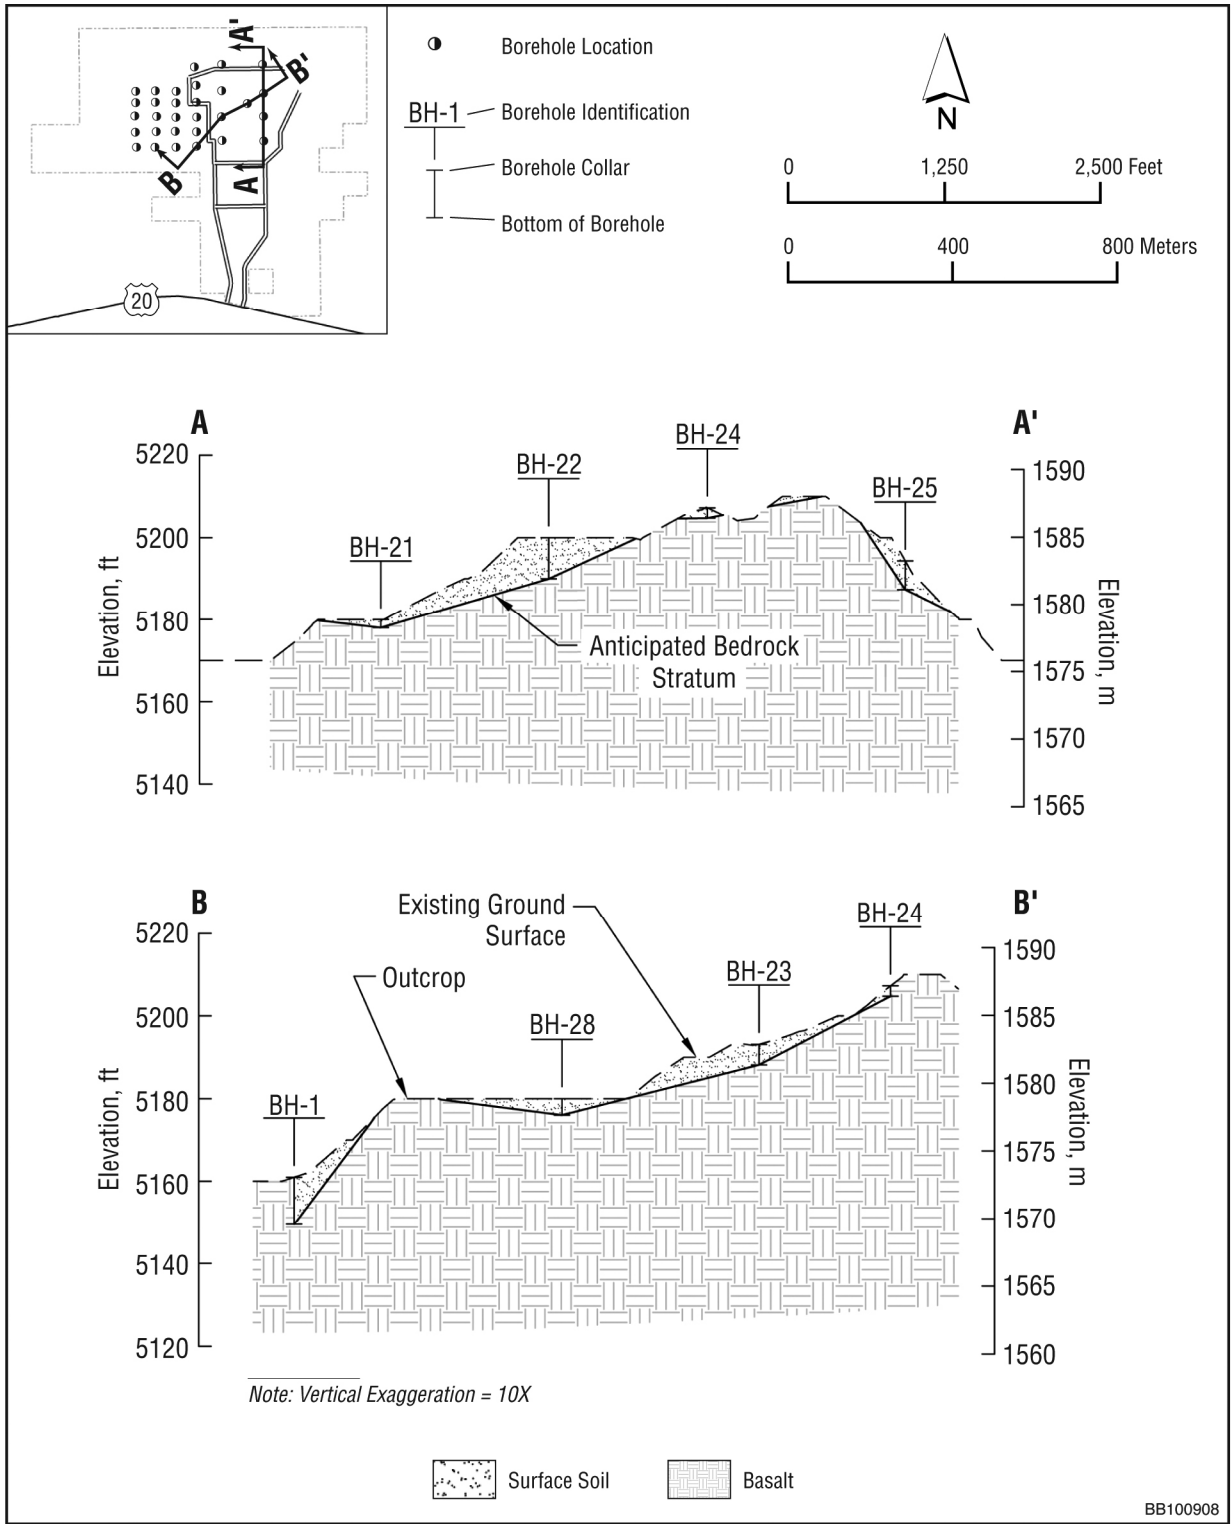 A'
B'
B
A
20
Borehole Location
BH-1
Borehole Identification
Borehole Collar
Bottom of Borehole
N
0 1,250 2,500 Feet
0 400 800 Meters
A
A'
5220
5200
5180
5160
5140
Elevation, ft
BH-21
BH-22
BH-24
BH-25
Anticipated Bedrock
Stratum
1590
1585
1580
1575
1570
1565
Elevation, m
B
B'
5220
5200
5180
5160
5140
5120
Elevation, ft
Existing Ground
Surface
Outcrop
BH-1
BH-28
BH-23
BH-24
1590
1585
1580
1575
1570
1565
1560
Elevation, m
Note: Vertical Exaggeration = 10X
Surface Soil
Basalt
BB100908